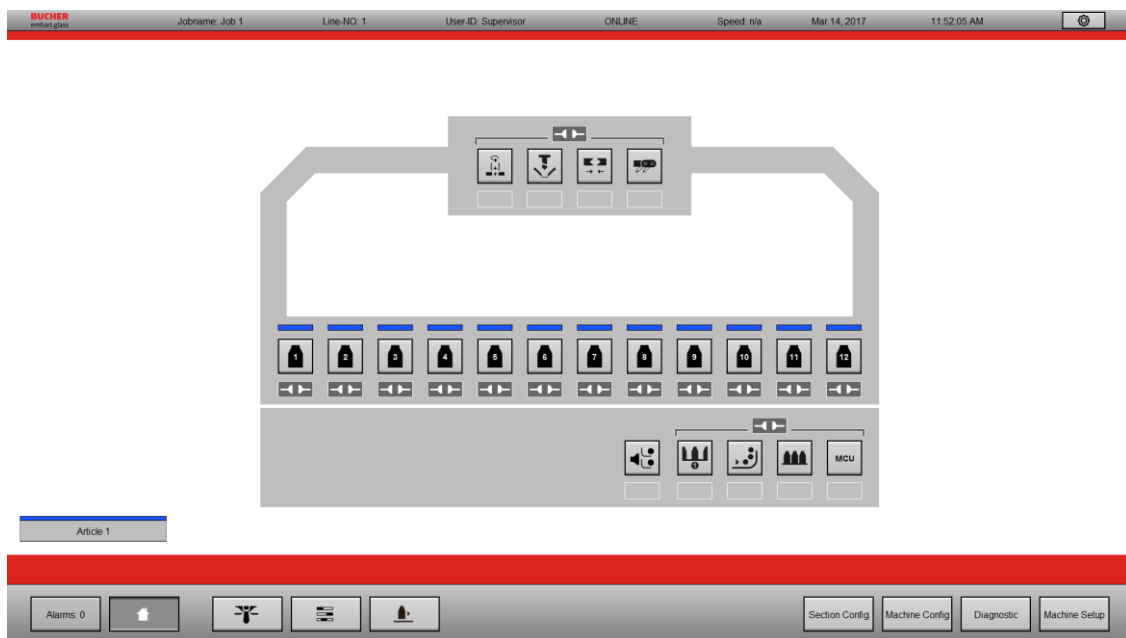 BUCHER
emhart glass
Jobname: Job 1
Line-NO: 1
User-ID: Supervisor
ONLINE
Speed: n/a
Mar 14, 2017
11:52:05 AM
1
2
3
4
5
6
7
8
9
10
11
12
1
MCU
Article 1
Alarms: 0
Section Config
Machine Config
Diagnostic
Machine Setup